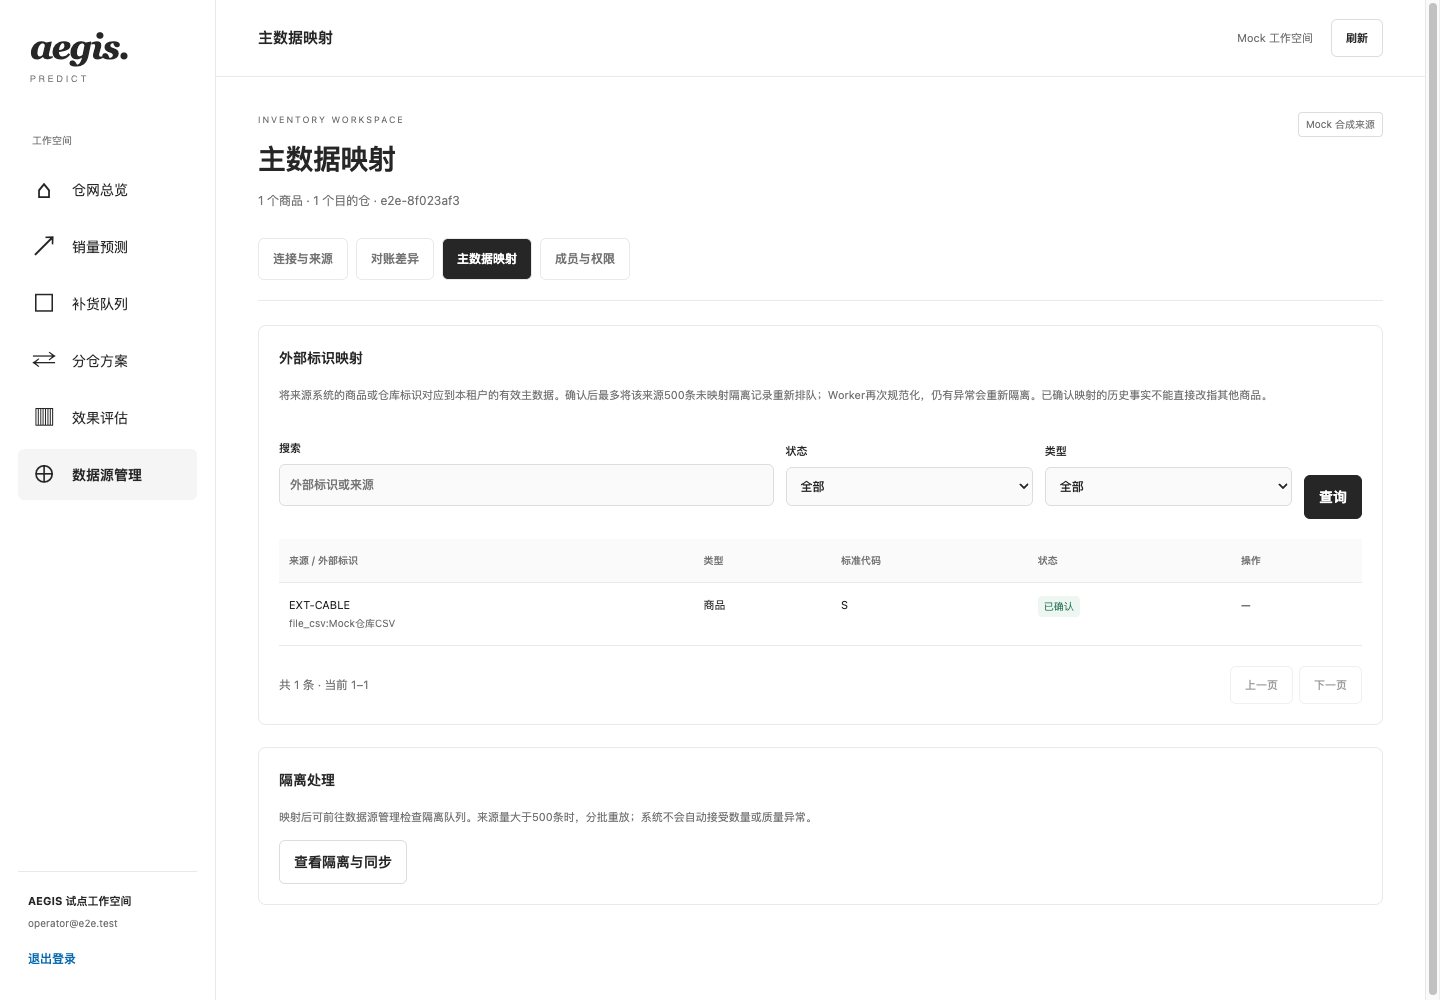 aegis.
PREDICT
工作空间
仓网总览
销量预测
补货队列
分仓方案
效果评估
数据源管理
AEGIS 试点工作空间
operator@e2e.test
退出登录
主数据映射
Mock 工作空间
刷新
INVENTORY WORKSPACE
Mock 合成来源
主数据映射
1 个商品 · 1 个目的仓 · e2e-8f023af3
连接与来源
对账差异
主数据映射
成员与权限
外部标识映射
将来源系统的商品或仓库标识对应到本租户的有效主数据。确认后最多将该来源500条未映射隔离记录重新排队；Worker再次规范化，仍有异常会重新隔离。已确认映射的历史事实不能直接改指其他商品。
搜索
外部标识或来源
状态
全部
类型
全部
查询
来源 / 外部标识 类型 标准代码 状态 操作
EXT-CABLE 商品 S 已确认 —
file_csv:Mock仓库CSV
共 1 条 · 当前 1–1
上一页
下一页
隔离处理
映射后可前往数据源管理检查隔离队列。来源量大于500条时，分批重放；系统不会自动接受数量或质量异常。
查看隔离与同步